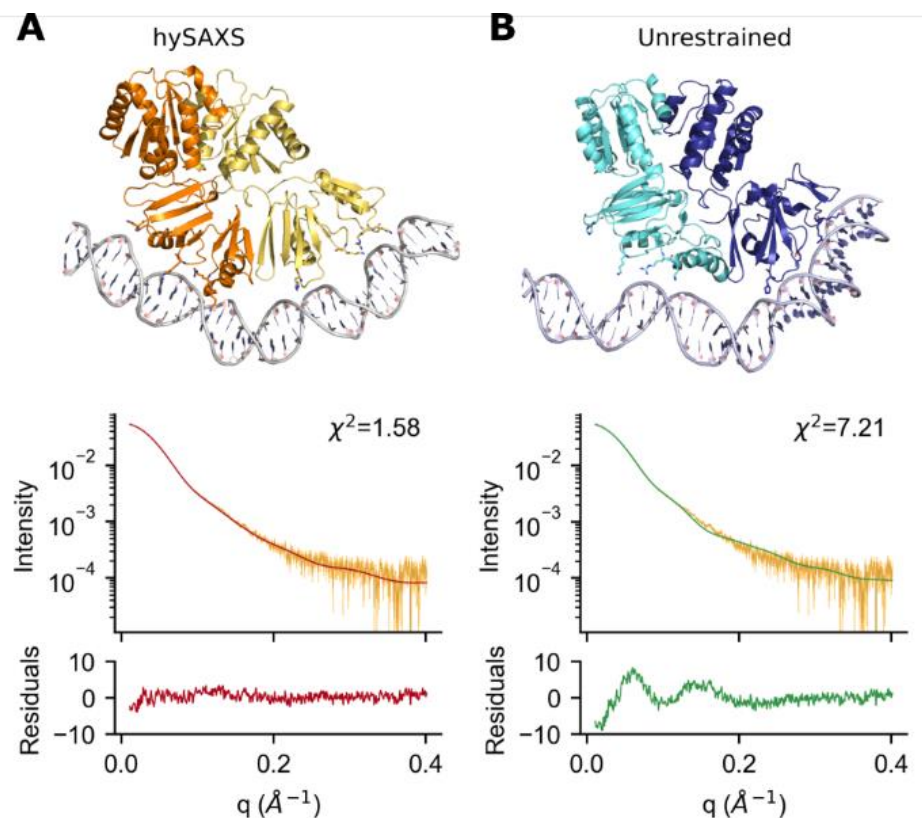 A
hySAXS
B
Unrestrained
χ²=1.58
Intensity
10⁻²
10⁻³
10⁻⁴
Residuals
10
0
−10
0.0
0.2
0.4
q (Å⁻¹)
χ²=7.21
Intensity
10⁻²
10⁻³
10⁻⁴
Residuals
10
0
−10
0.0
0.2
0.4
q (Å⁻¹)